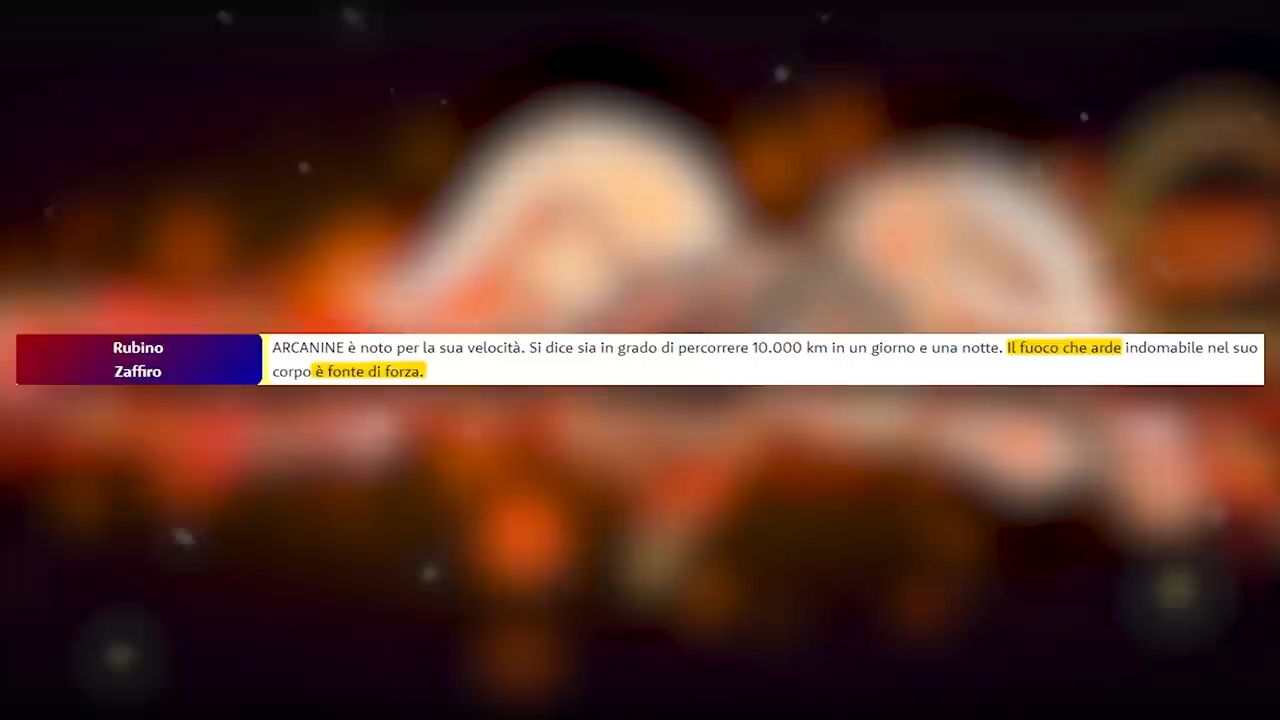 Rubino
Zaffiro
ARCANINE è noto per la sua velocità. Si dice sia in grado di percorrere 10.000 km in un giorno e una notte. Il fuoco che arde indomabile nel suo
corpo è fonte di forza.